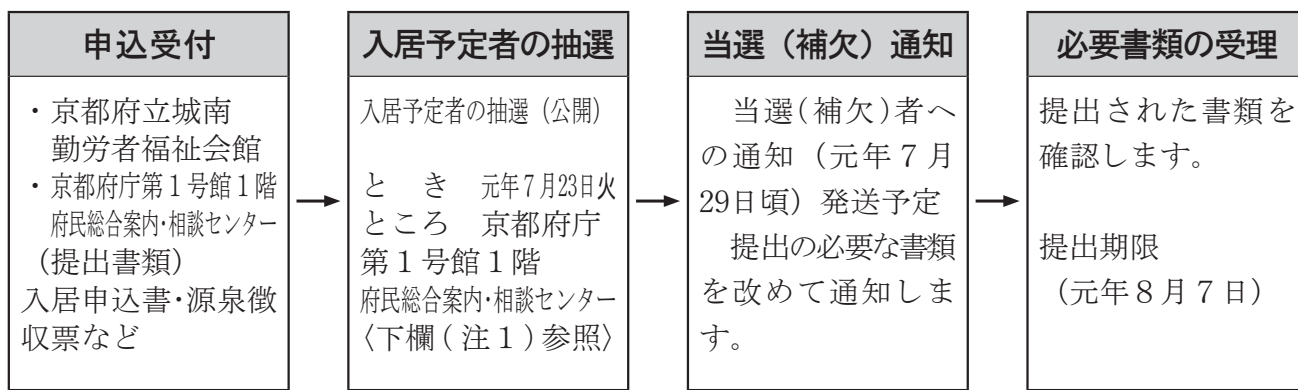 申込受付
・京都府立城南
勤労者福祉会館
・京都府庁第１号館１階
府民総合案内・相談センター
（提出書類）
入居申込書・源泉徴
収票など
入居予定者の抽選
入居予定者の抽選（公開）
と　き　元年７月23日火
ところ　京都府庁
第１号館１階
府民総合案内・相談センター
〈下欄(注１)参照〉
当選（補欠）通知
　当選(補欠)者へ
の通知（元年７月
29日頃）発送予定
　提出の必要な書類
を改めて通知しま
す。
必要書類の受理
提出された書類を
確認します。
提出期限
（元年８月７日）